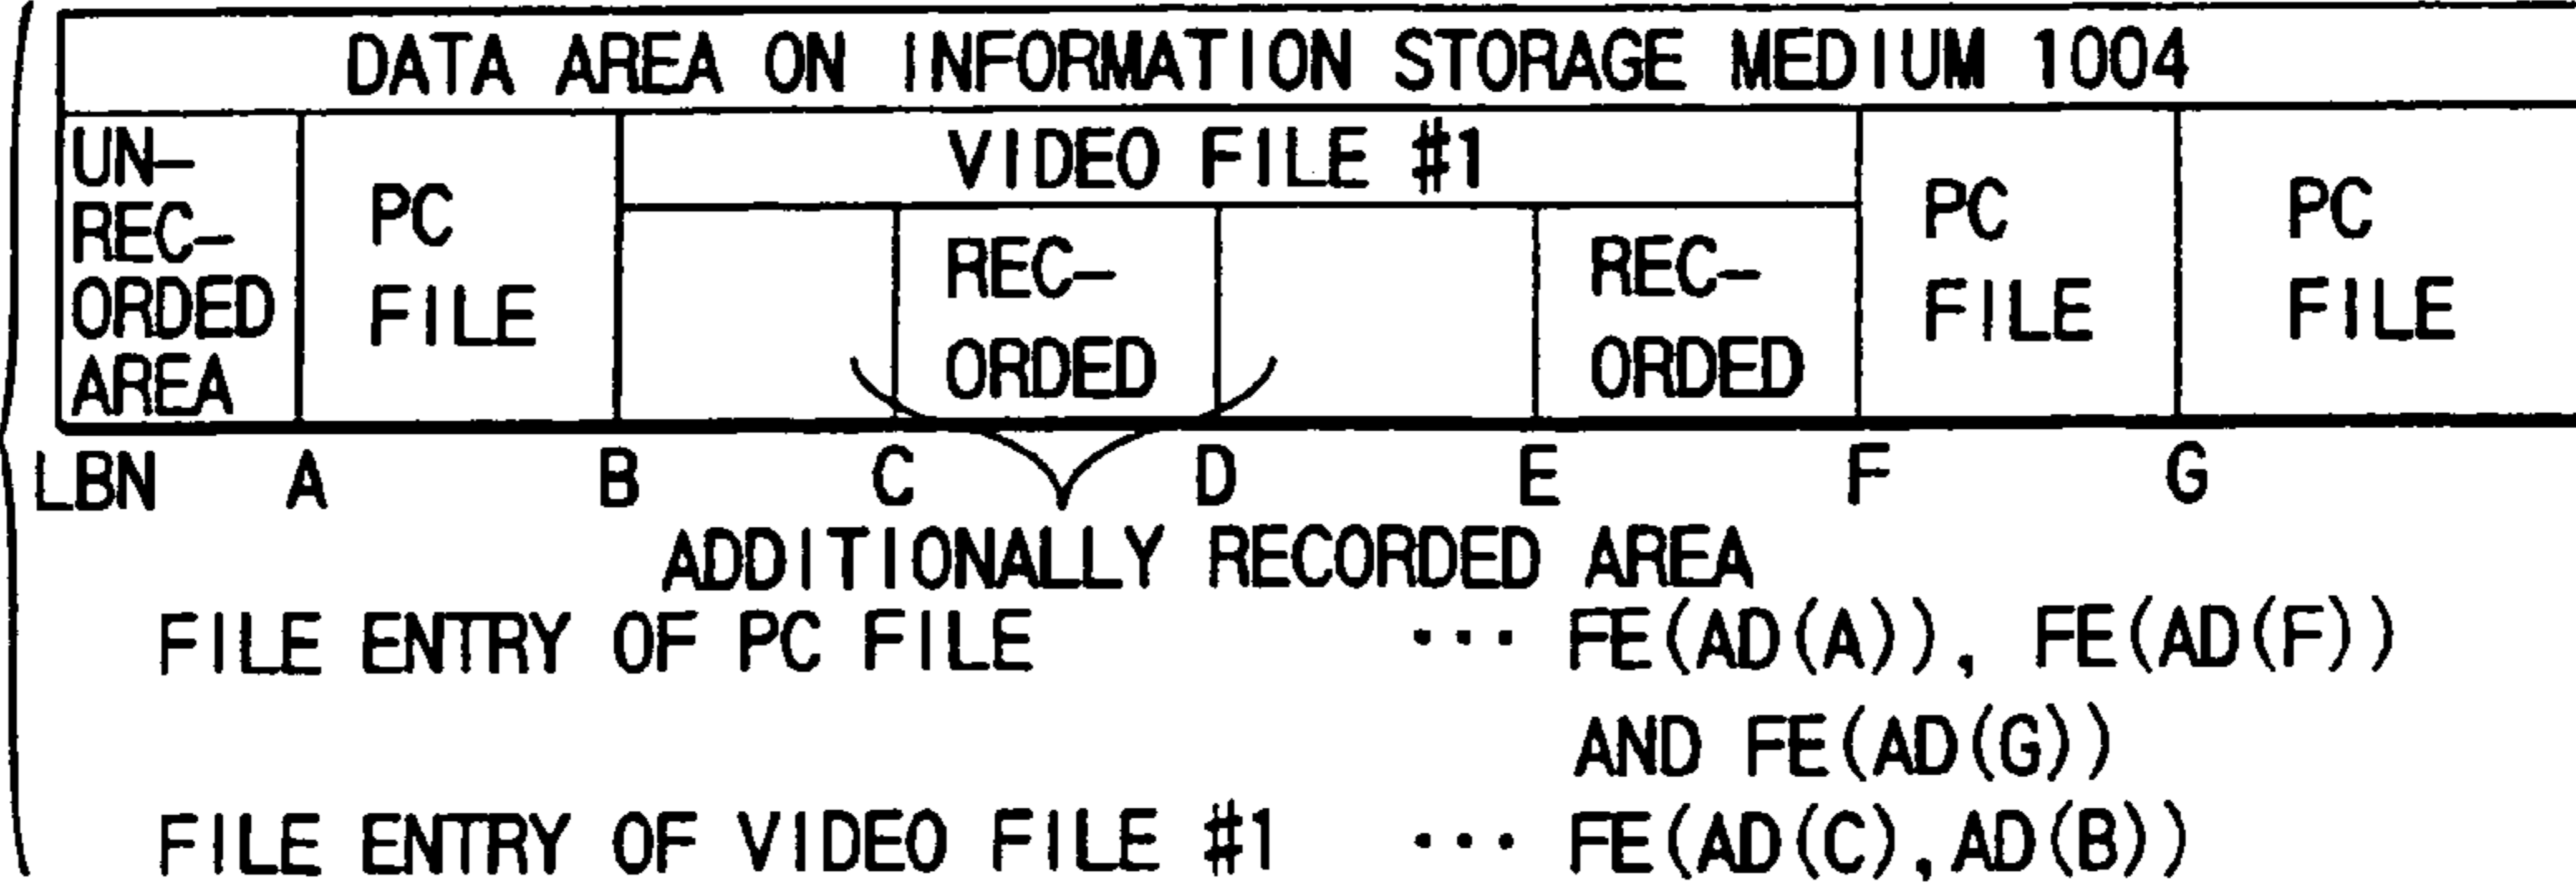 DATA AREA ON INFORMATION STORAGE MEDIUM 1004
UN-
REC-
ORDED
AREA
PC
FILE
VIDEO FILE #1
REC-
ORDED
REC-
ORDED
PC
FILE
PC
FILE
LBN A B C D E F G
ADDITIONALLY RECORDED AREA
FILE ENTRY OF PC FILE ··· FE(AD(A)), FE(AD(F))
AND FE(AD(G))
FILE ENTRY OF VIDEO FILE #1 ··· FE(AD(C),AD(B))